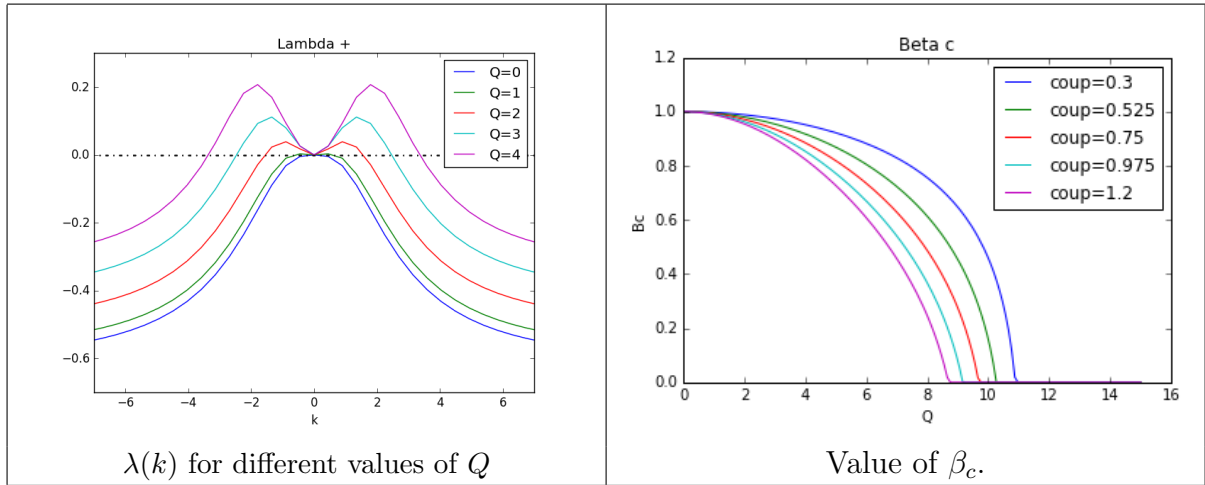 Lambda +
0.2
0.0
−0.2
−0.4
−0.6
Q=0
Q=1
Q=2
Q=3
Q=4
−6 −4 −2 0 2 4 6
k
λ(k) for different values of Q
Beta c
1.2
1.0
0.8
0.6
0.4
0.2
0.0
Bc
coup=0.3
coup=0.525
coup=0.75
coup=0.975
coup=1.2
0 2 4 6 8 10 12 14 16
Q
Value of βc.